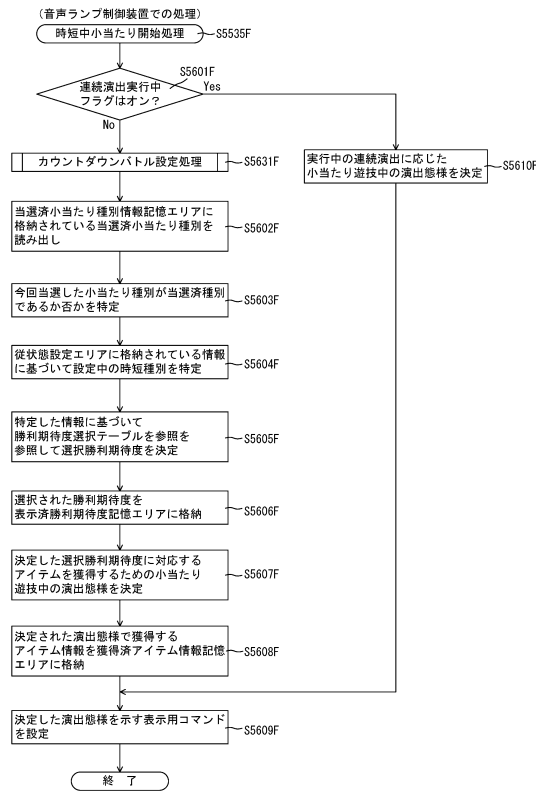 (音声ランプ制御装置での処理)
時短中小当たり開始処理
S5535F
S5601F
連続演出実行中
フラグはオン?
Yes
No
カウントダウンバトル設定処理
S5631F
実行中の連続演出に応じた
小当たり遊技中の演出態様を決定
S5610F
当選済小当たり種別情報記憶エリアに
格納されている当選済小当たり種別を
読み出し
S5602F
今回当選した小当たり種別が当選済種別
であるか否かを特定
S5603F
従状態設定エリアに格納されている情報
に基づいて設定中の時短種別を特定
S5604F
特定した情報に基づいて
勝利期待度選択テーブルを参照を
参照して選択勝利期待度を決定
S5605F
選択された勝利期待度を
表示済勝利期待度記憶エリアに格納
S5606F
決定した選択勝利期待度に対応する
アイテムを獲得するための小当たり
遊技中の演出態様を決定
S5607F
決定された演出態様で獲得する
アイテム情報を獲得済アイテム情報記憶
エリアに格納
S5608F
決定した演出態様を示す表示用コマンド
を設定
S5609F
終 了